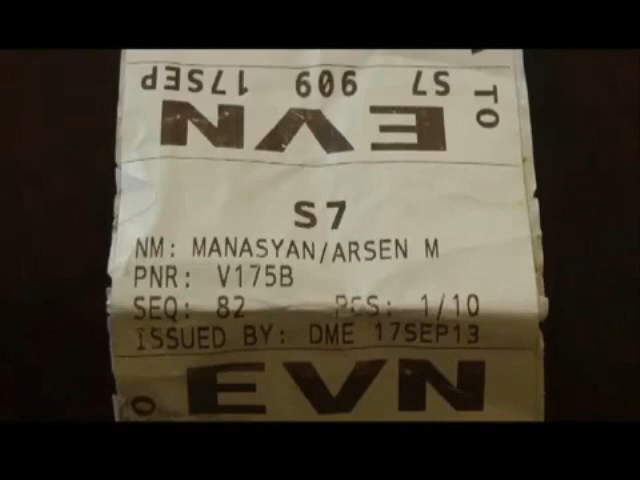 S7 909 17SEP
TO
EVN
S7
NM: MANASYAN/ARSEN M
PNR: V175B
SEQ: 82 PCS: 1/10
ISSUED BY: DME 17SEP13
EVN